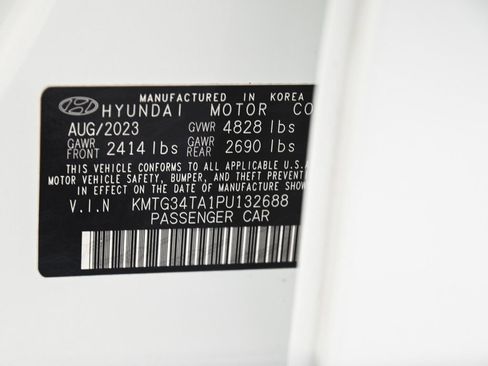 MANUFACTURED IN KOREA
HYUNDAI MOTOR CO
AUG/2023 GVWR 4828 lbs
GAWR FRONT 2414 lbs GAWR REAR 2690 lbs
THIS VEHICLE CONFORMS TO ALL APPLICABLE U.S.A
MOTOR VEHICLE SAFETY, BUMPER, AND THEFT PREVENTI
IN EFFECT ON THE DATE OF MANUFACTURE SHOW
V.I.N KMTG34TA1PU132688
PASSENGER CAR